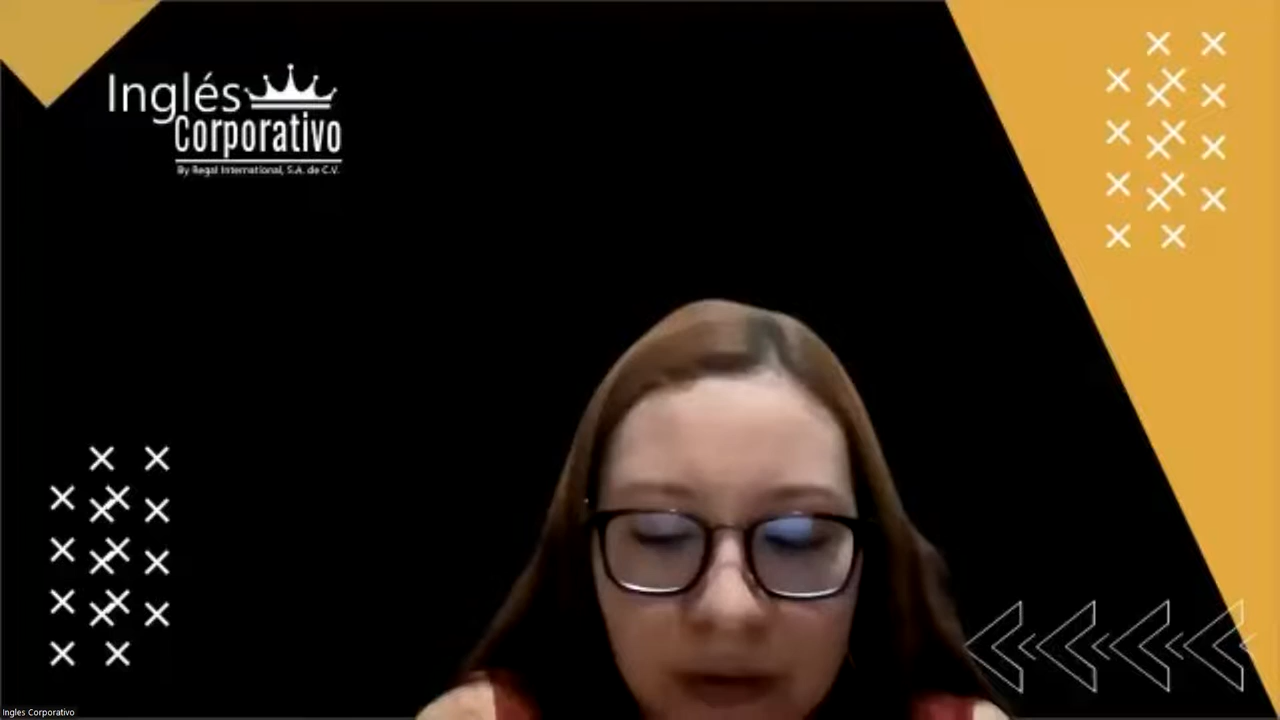 Inglés
Corporativo
By Regal International, S.A. de C.V.
Ingles Corporativo